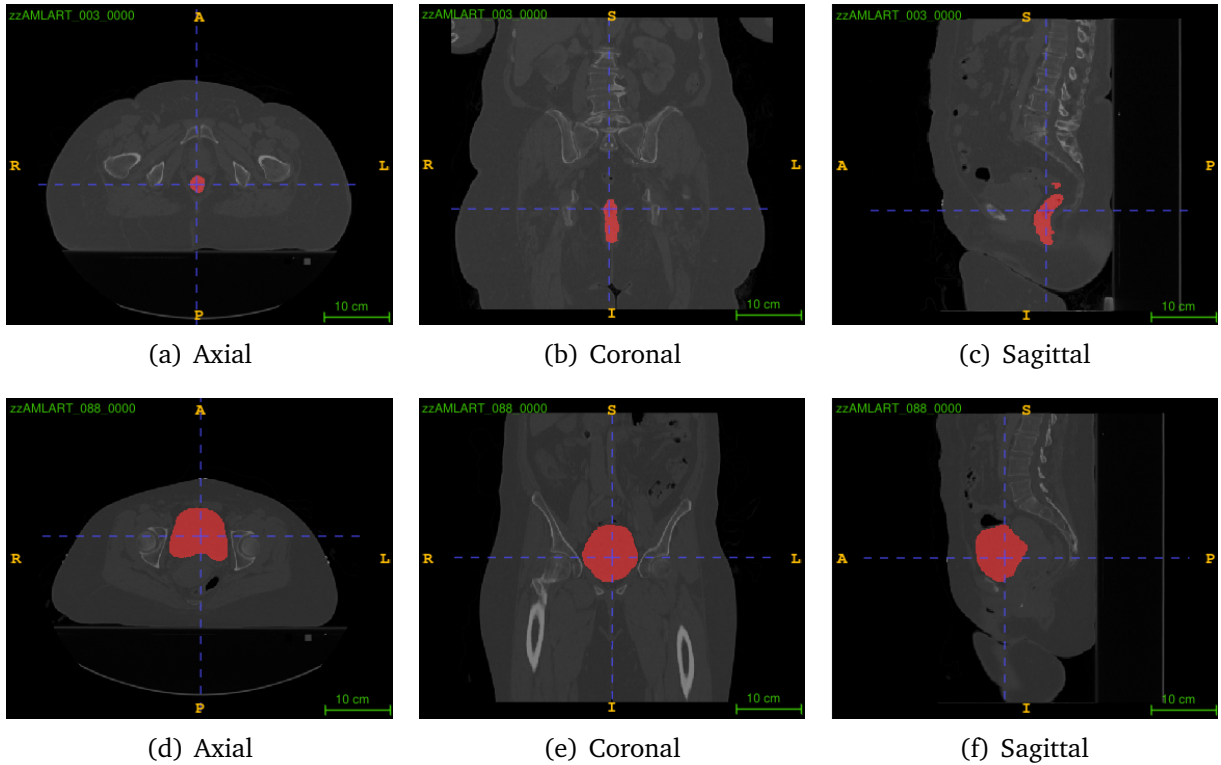 zzAMLART_003_0000
A
R
L
P
10 cm
(a) Axial
zzAMLART_003_0000
S
R
L
I
10 cm
(b) Coronal
zzAMLART_003_0000
S
A
P
I
10 cm
(c) Sagittal
zzAMLART_088_0000
A
R
L
P
10 cm
(d) Axial
zzAMLART_088_0000
S
R
L
I
10 cm
(e) Coronal
zzAMLART_088_0000
S
A
P
I
10 cm
(f) Sagittal